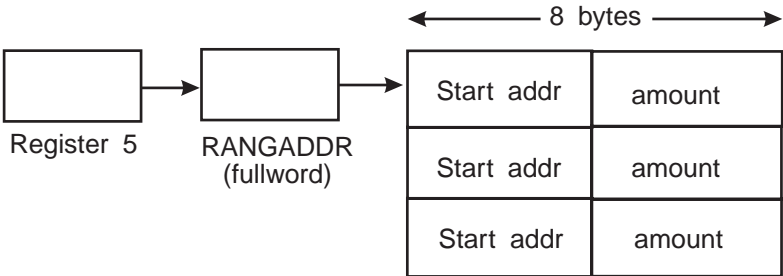 8 bytes
Start addr amount
Register 5 RANGADDR
(fullword)
Start addr amount
Start addr amount